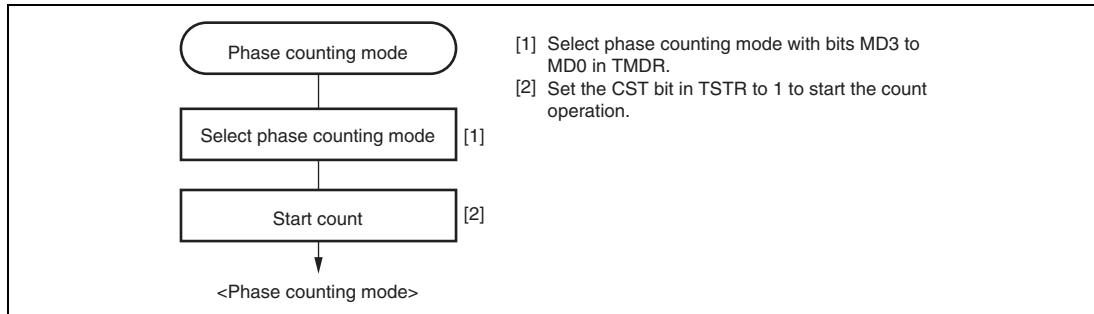 Phase counting mode
Select phase counting mode [1]
Start count [2]
<Phase counting mode>
[1] Select phase counting mode with bits MD3 to
MD0 in TMDR.
[2] Set the CST bit in TSTR to 1 to start the count
operation.